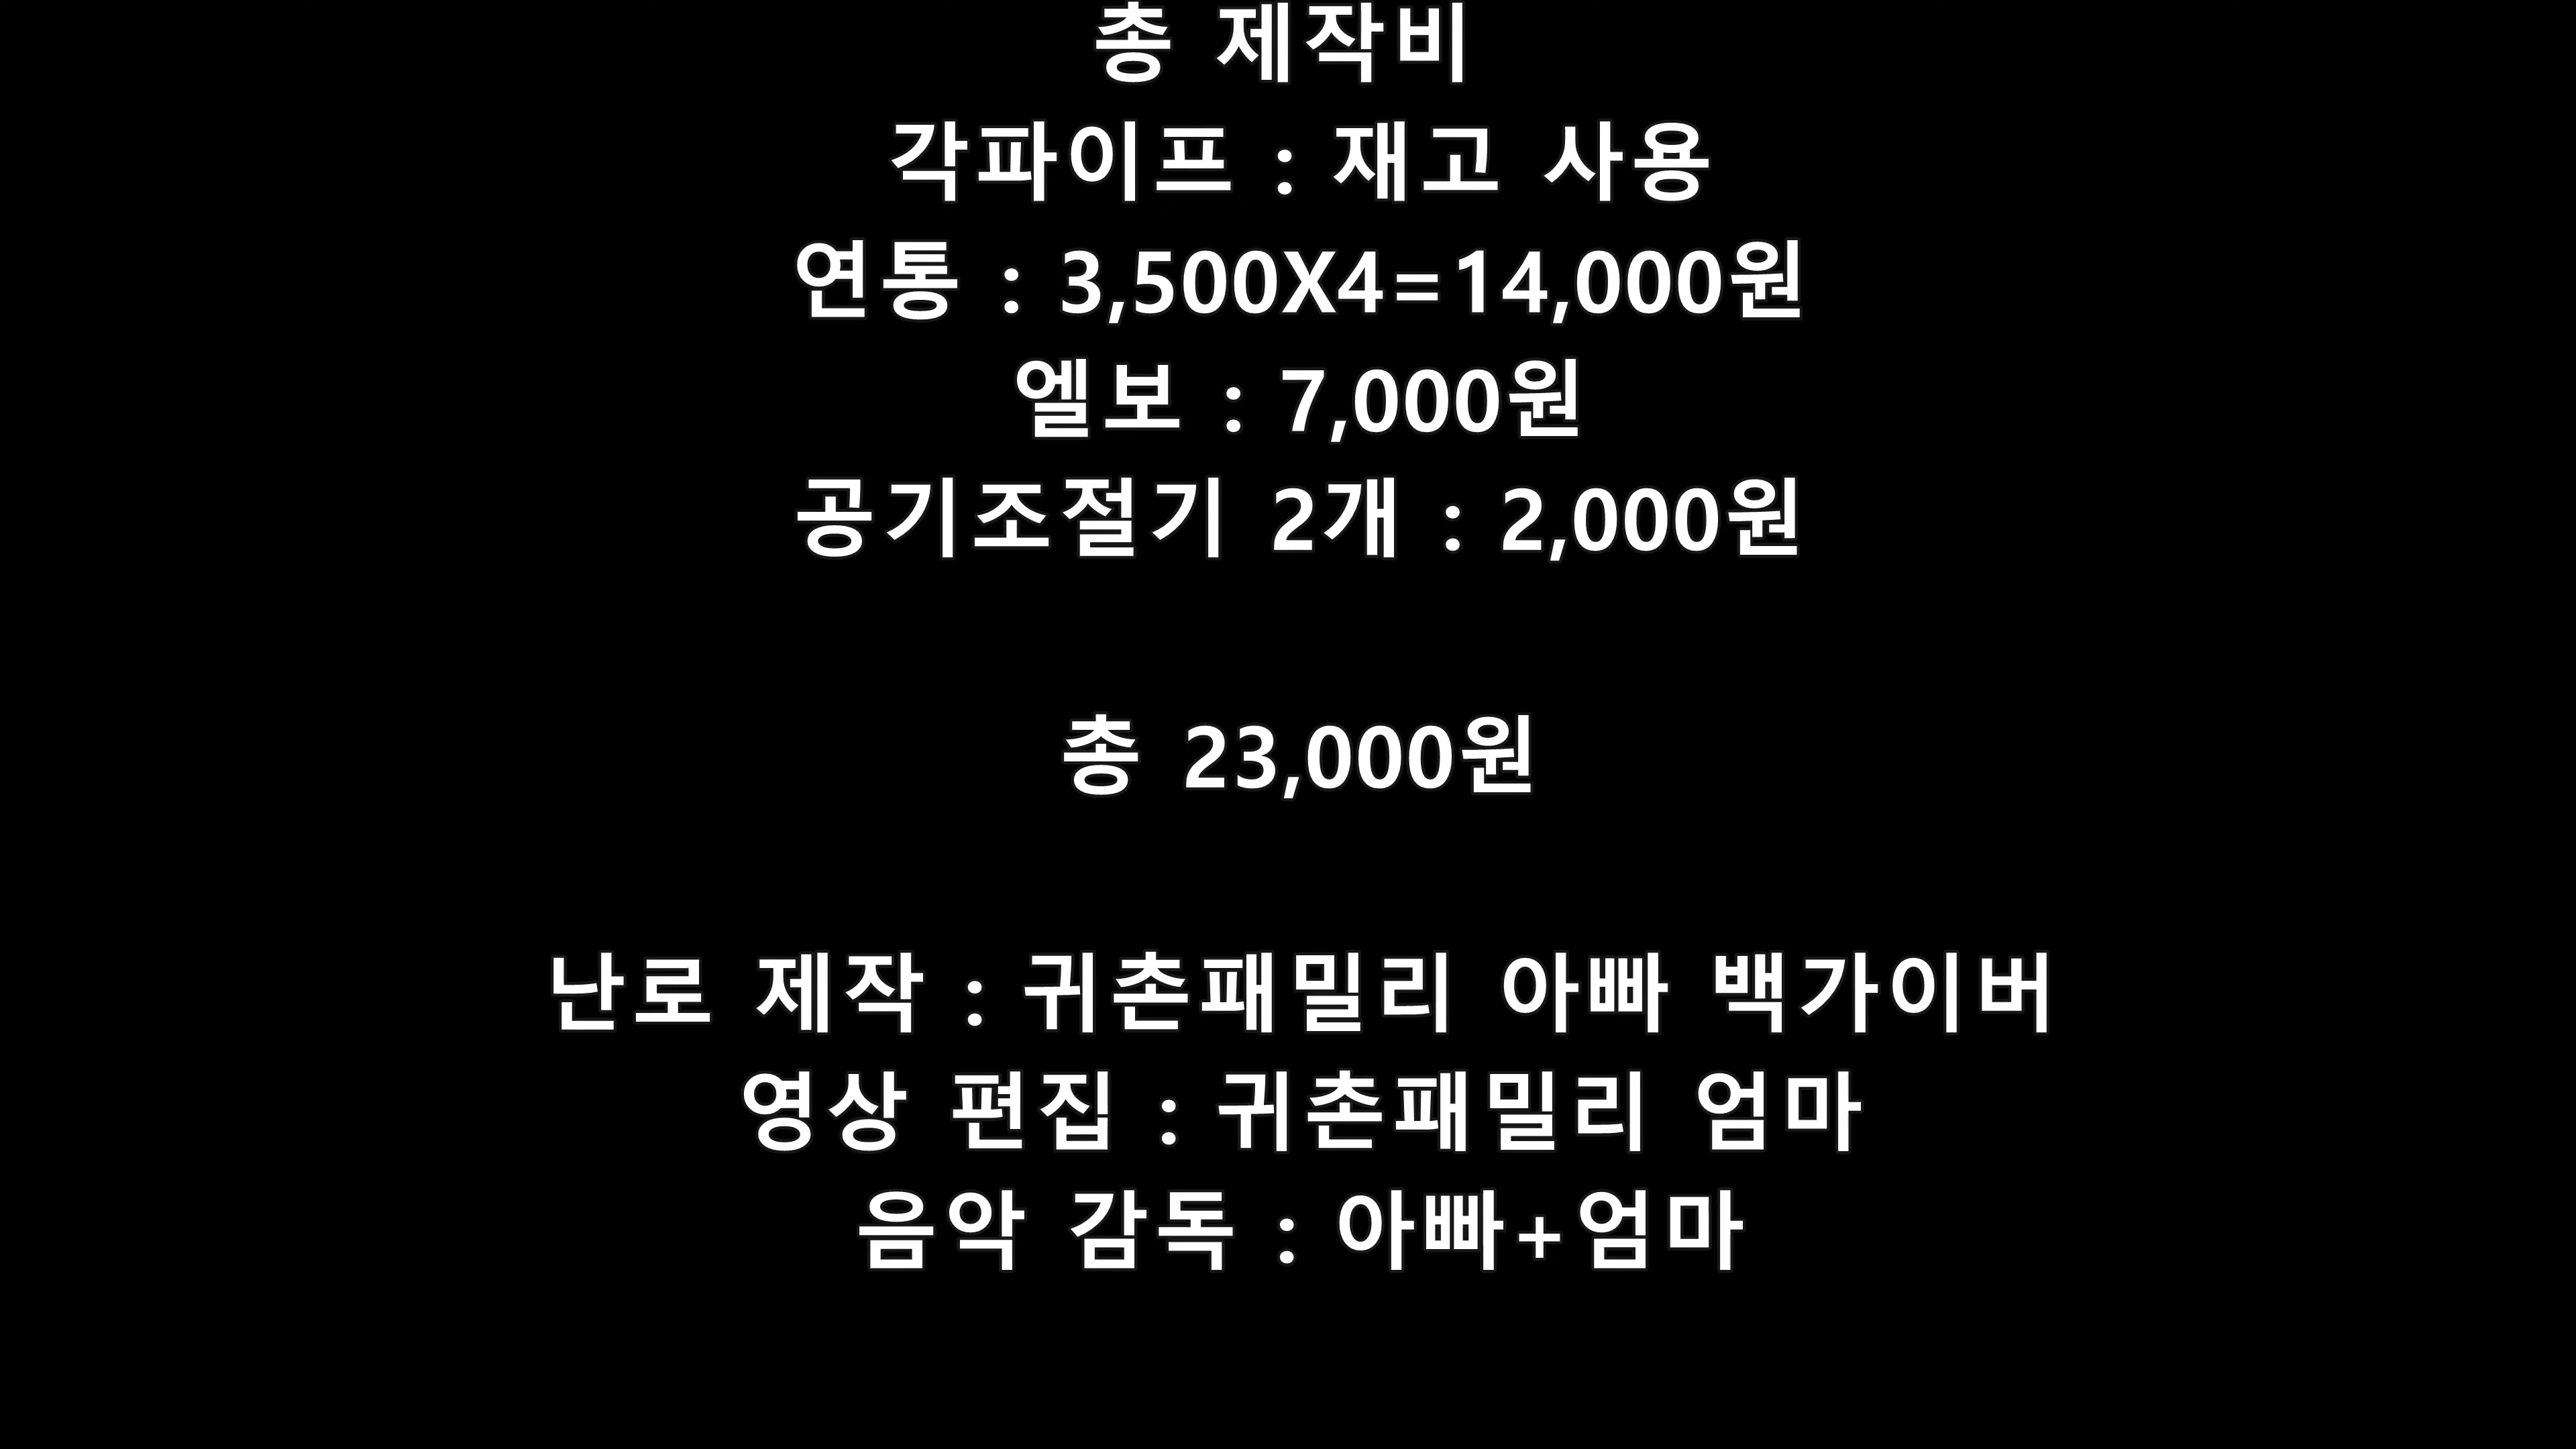 총 제작비
각파이프 : 재고 사용
연통 : 3,500X4=14,000원
엘보 : 7,000원
공기조절기 2개 : 2,000원
총 23,000원
난로 제작 : 귀촌패밀리 아빠 백가이버
영상 편집 : 귀촌패밀리 엄마
음악 감독 : 아빠+엄마